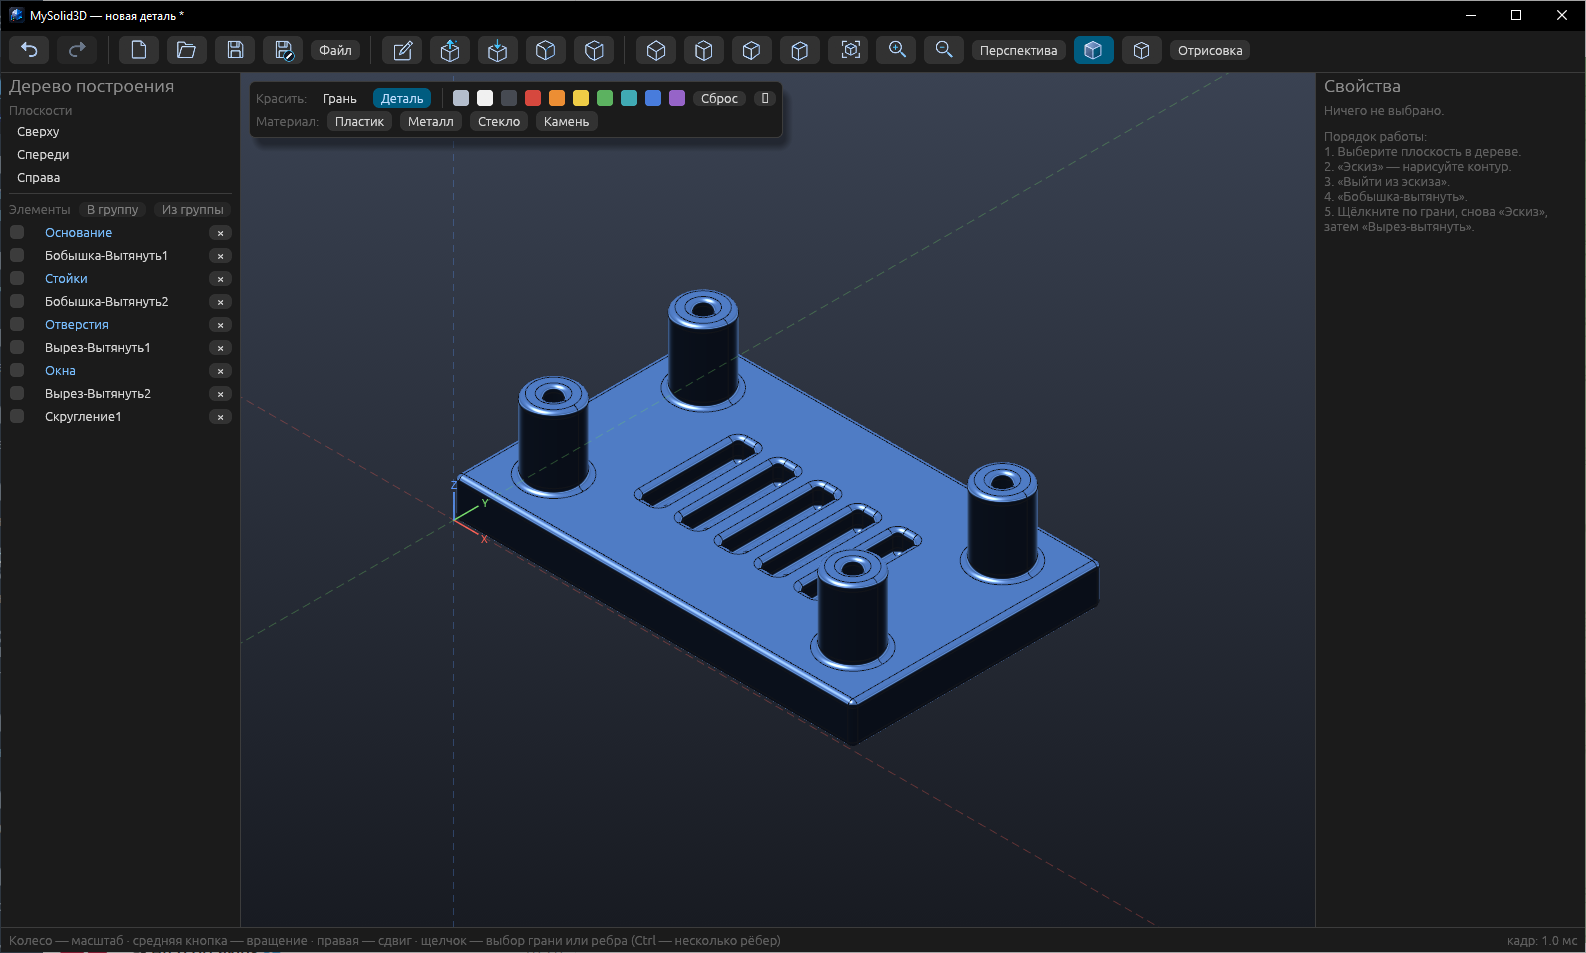 MySolid3D — новая деталь *
Файл
Перспектива
Отрисовка
Дерево построения
Плоскости
Сверху
Спереди
Справа
Элементы В группу Из группы
Основание ×
Бобышка-Вытянуть1 ×
Стойки ×
Бобышка-Вытянуть2 ×
Отверстия ×
Вырез-Вытянуть1 ×
Окна ×
Вырез-Вытянуть2 ×
Скругление1 ×
Красить: Грань Деталь Сброс
Материал: Пластик Металл Стекло Камень
Z
Y
X
Свойства
Ничего не выбрано.
Порядок работы:
1. Выберите плоскость в дереве.
2. «Эскиз» — нарисуйте контур.
3. «Выйти из эскиза».
4. «Бобышка-вытянуть».
5. Щёлкните по грани, снова «Эскиз»,
затем «Вырез-вытянуть».
Колесо — масштаб · средняя кнопка — вращение · правая — сдвиг · щелчок — выбор грани или ребра (Ctrl — несколько рёбер)
кадр: 1.0 мс